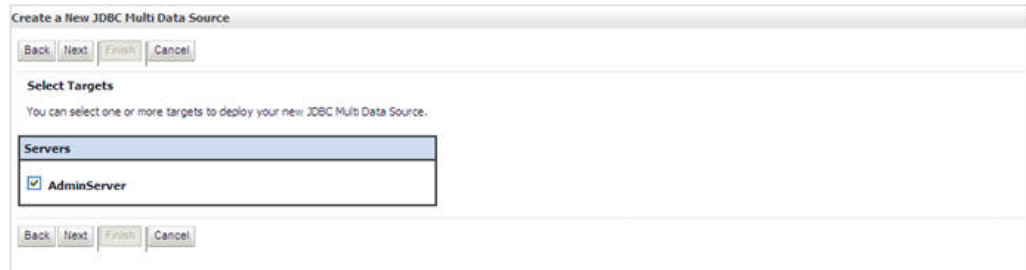 Create a New JDBC Multi Data Source
Back Next Finish Cancel
Select Targets
You can select one or more targets to deploy your new JDBC Multi Data Source.
Servers
AdminServer
Back Next Finish Cancel